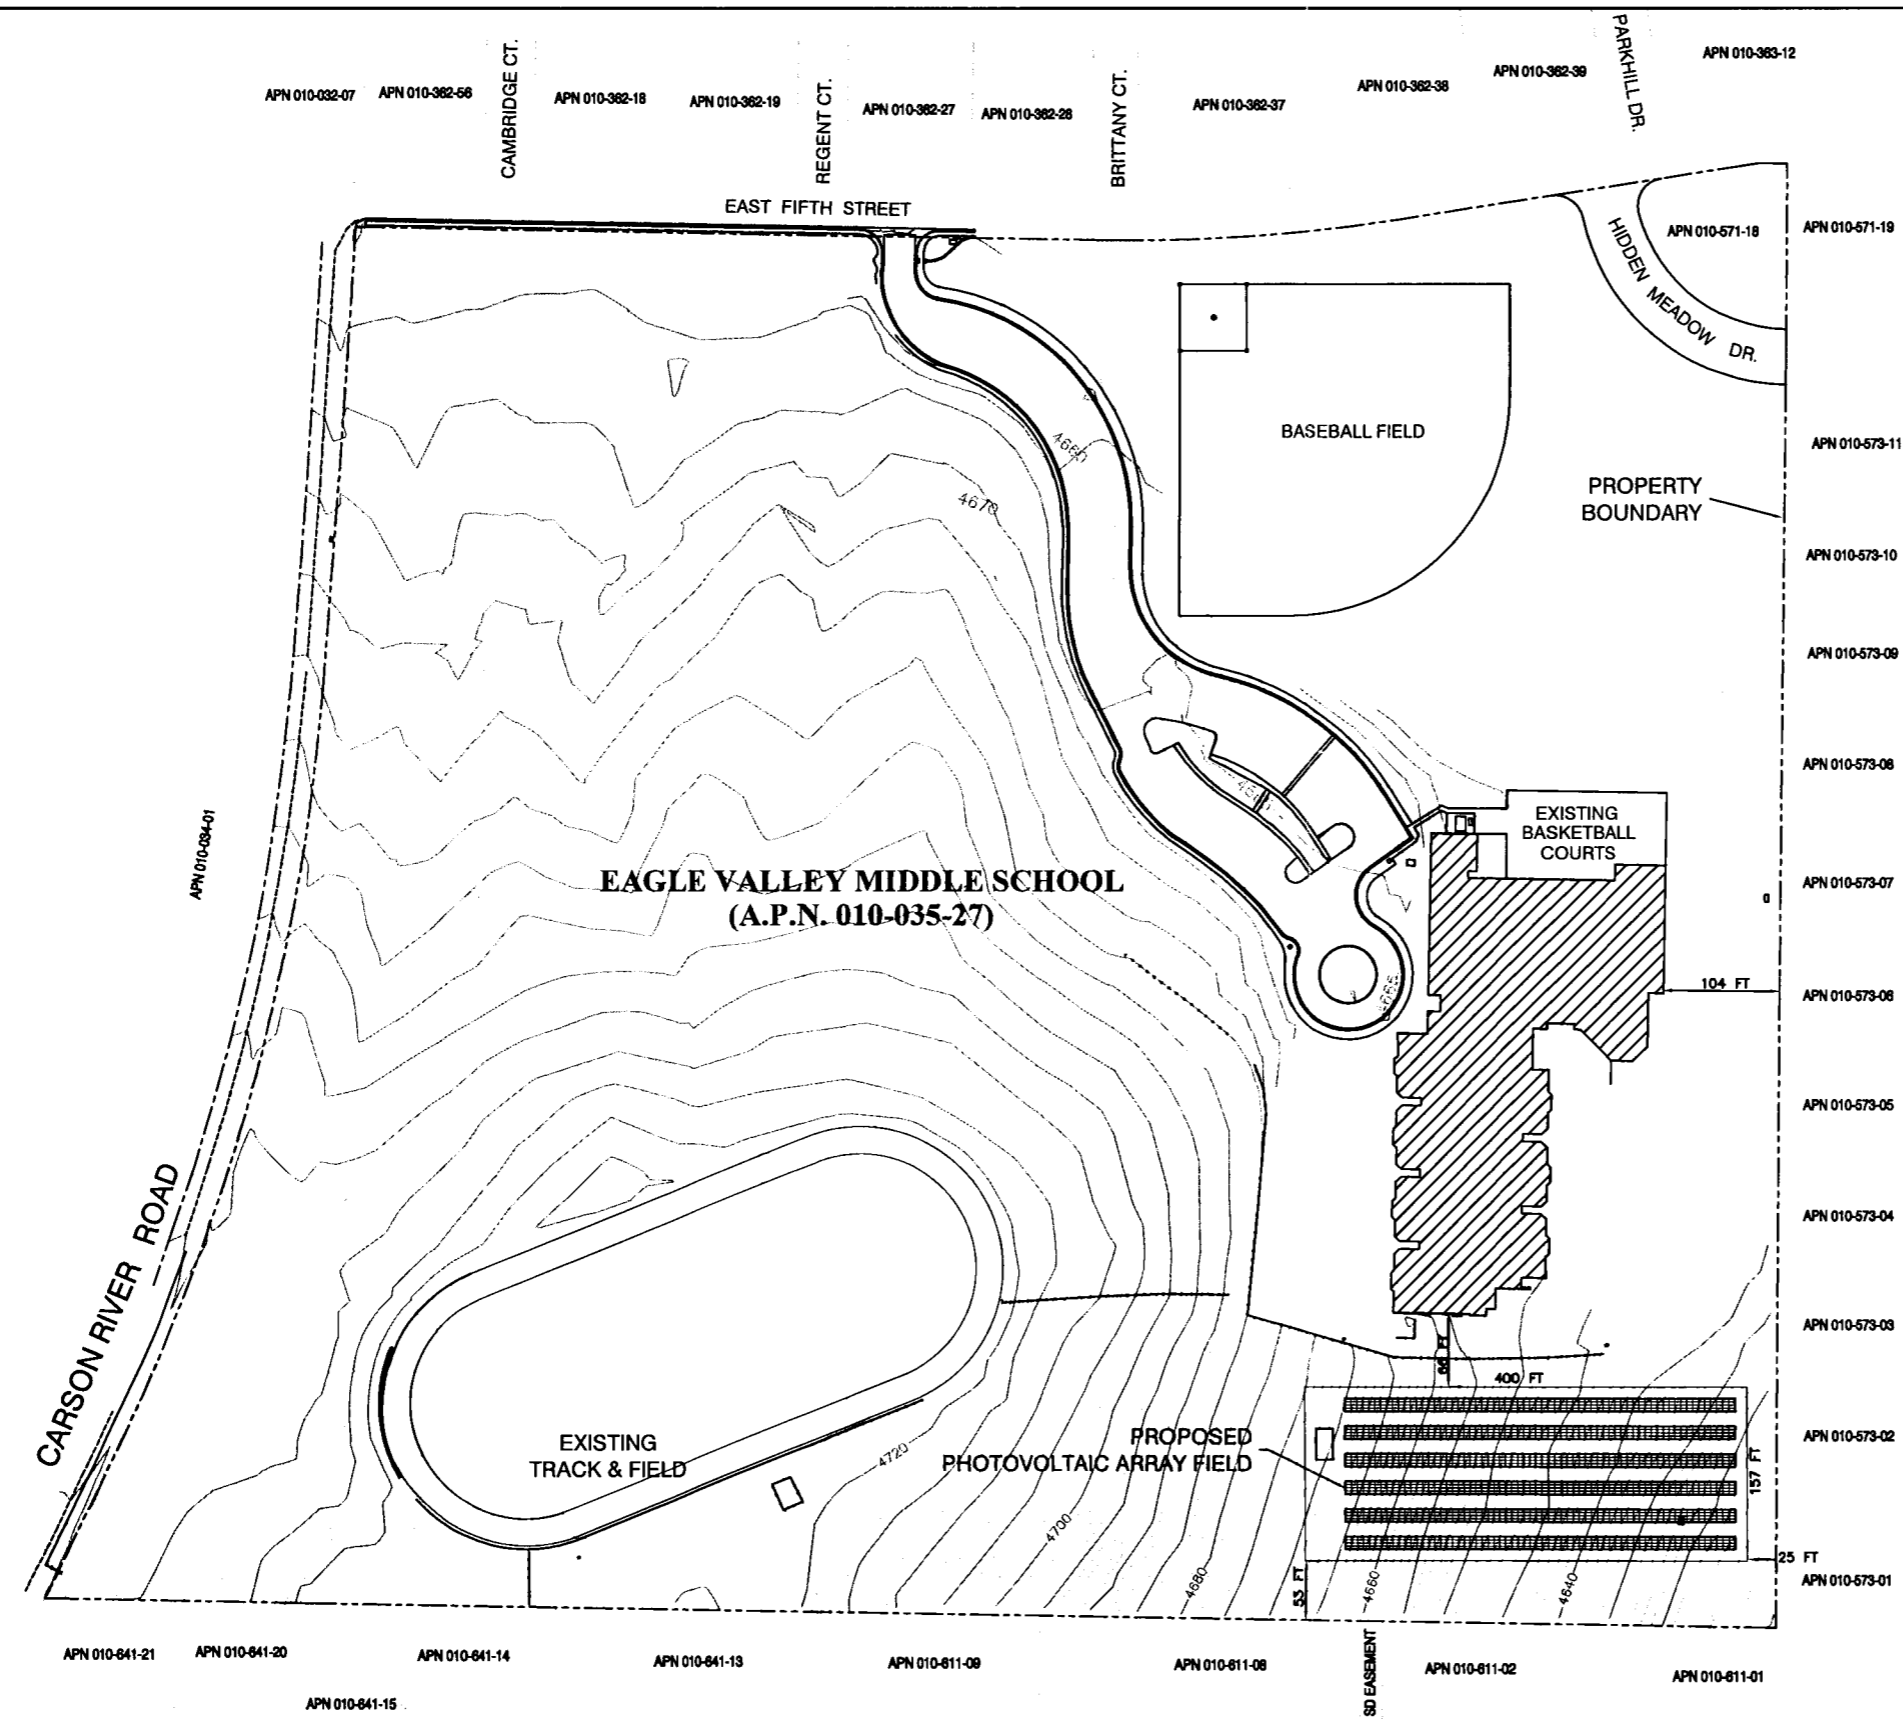 APN 010-032-07
APN 010-362-56
CAMBRIDGE CT.
APN 010-362-18
APN 010-362-19
REGENT CT.
APN 010-362-27
APN 010-362-28
BRITTANY CT.
APN 010-362-37
APN 010-362-38
APN 010-362-39
PARKHILL DR.
APN 010-363-12
EAST FIFTH STREET
HIDDEN MEADOW DR.
APN 010-571-18
APN 010-571-19
BASEBALL FIELD
4660
4670
PROPERTY
BOUNDARY
APN 010-573-11
APN 010-573-10
APN 010-573-09
APN 010-573-08
EXISTING
BASKETBALL
COURTS
APN 010-034-01
EAGLE VALLEY MIDDLE SCHOOL
(A.P.N. 010-035-27)
APN 010-573-07
104 FT
APN 010-573-06
4665
APN 010-573-05
APN 010-573-04
CARSON RIVER ROAD
APN 010-573-03
66 FT
400 FT
EXISTING
TRACK & FIELD
4720
PROPOSED
PHOTOVOLTAIC ARRAY FIELD
157 FT
APN 010-573-02
4700
4680
53 FT
4660
4640
25 FT
APN 010-573-01
APN 010-641-21
APN 010-641-20
APN 010-641-15
APN 010-641-14
APN 010-641-13
APN 010-611-09
APN 010-611-08
SD EASEMENT
APN 010-611-02
APN 010-611-01